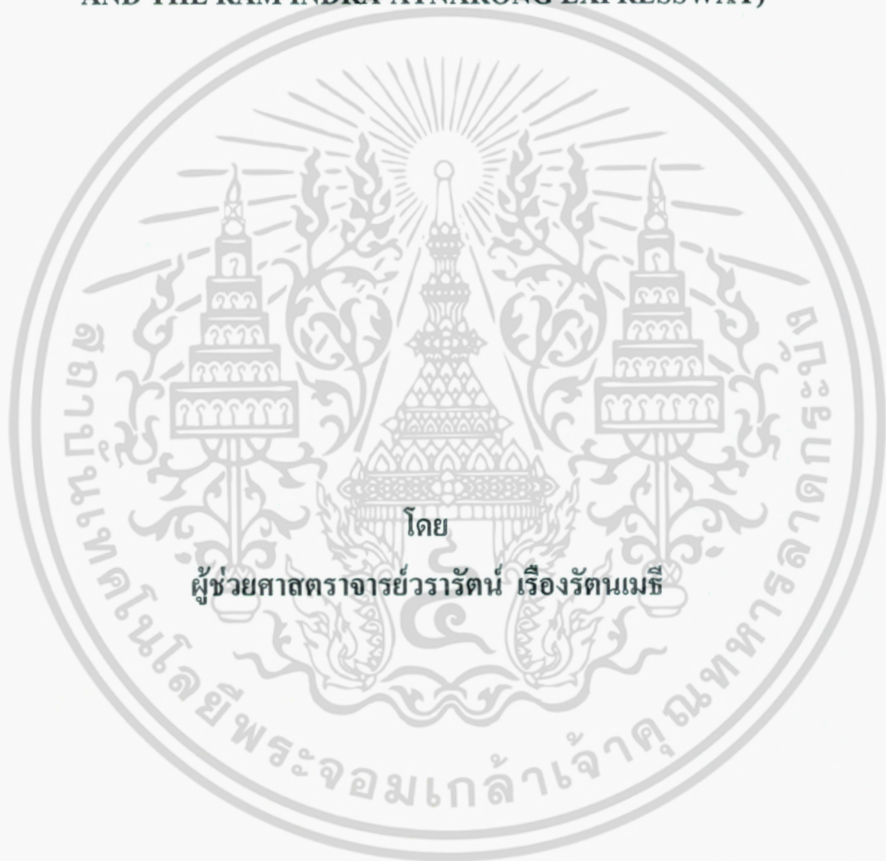 AND THE RAM INDRA-ATNARONG EXPRESSWAY)
โดย
ผู้ช่วยศาสตราจารย์วรารัตน์ เรืองรัตนเมธี
สถาบันเทคโนโลยีพระจอมเกล้าเจ้าคุณทหารลาดกระบัง